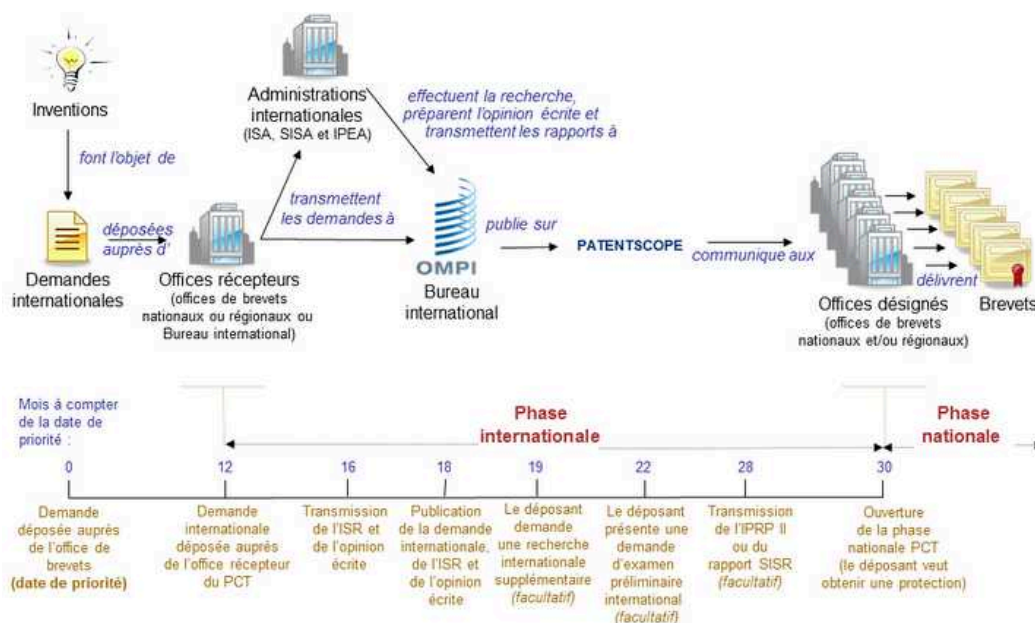 Inventions
font l'objet de
Demandes
internationales
déposées
auprès d'
Offices récepteurs
(offices de brevets
nationaux ou régionaux ou
Bureau international)
Administrations
internationales
(ISA, SISA et IPEA)
transmettent
les demandes à
effectuent la recherche,
préparent l'opinion écrite et
transmettent les rapports à
OMPI
Bureau
international
publie sur
PATENTSCOPE
communique aux
Offices désignés
(offices de brevets
nationaux et/ou régionaux)
délivrent
Brevets
Mois à compter
de la date de
priorité :
Phase
internationale
Phase
nationale
0
12
16
18
19
22
28
30
Demande
déposée auprès
de l'office de
brevets
(date de priorité)
Demande
internationale
déposée auprès
de l'office récepteur
du PCT
Transmission
de l'ISR et
de l'opinion
écrite
Publication
de la demande
internationale,
de l'ISR et
de l'opinion
écrite
Le déposant
demande
une recherche
internationale
supplémentaire
(facultatif)
Le déposant
présente une
demande
d'examen
préliminaire
international
(facultatif)
Transmission
de l'IPRP II
ou du
rapport SISR
(facultatif)
Ouverture
de la phase
nationale PCT
(le déposant veut
obtenir une protection)